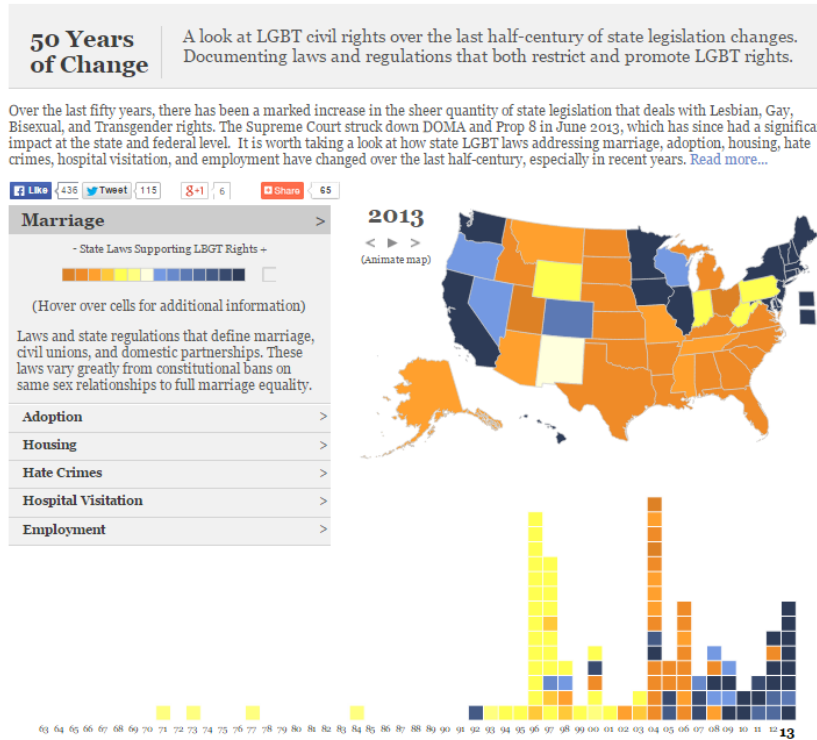 50 Years
of Change
A look at LGBT civil rights over the last half-century of state legislation changes.
Documenting laws and regulations that both restrict and promote LGBT rights.
Over the last fifty years, there has been a marked increase in the sheer quantity of state legislation that deals with Lesbian, Gay,
Bisexual, and Transgender rights. The Supreme Court struck down DOMA and Prop 8 in June 2013, which has since had a significa
impact at the state and federal level. It is worth taking a look at how state LGBT laws addressing marriage, adoption, housing, hate
crimes, hospital visitation, and employment have changed over the last half-century, especially in recent years. Read more...
Like 436 Tweet 115 g+1 6 Share 65
Marriage >
- State Laws Supporting LBGT Rights +
(Hover over cells for additional information)
Laws and state regulations that define marriage,
civil unions, and domestic partnerships. These
laws vary greatly from constitutional bans on
same sex relationships to full marriage equality.
Adoption >
Housing >
Hate Crimes >
Hospital Visitation >
Employment >
2013
< ▶ >
(Animate map)
63 64 65 66 67 68 69 70 71 72 73 74 75 76 77 78 79 80 81 82 83 84 85 86 87 88 89 90 91 92 93 94 95 96 97 98 99 00 01 02 03 04 05 06 07 08 09 10 11 12 13